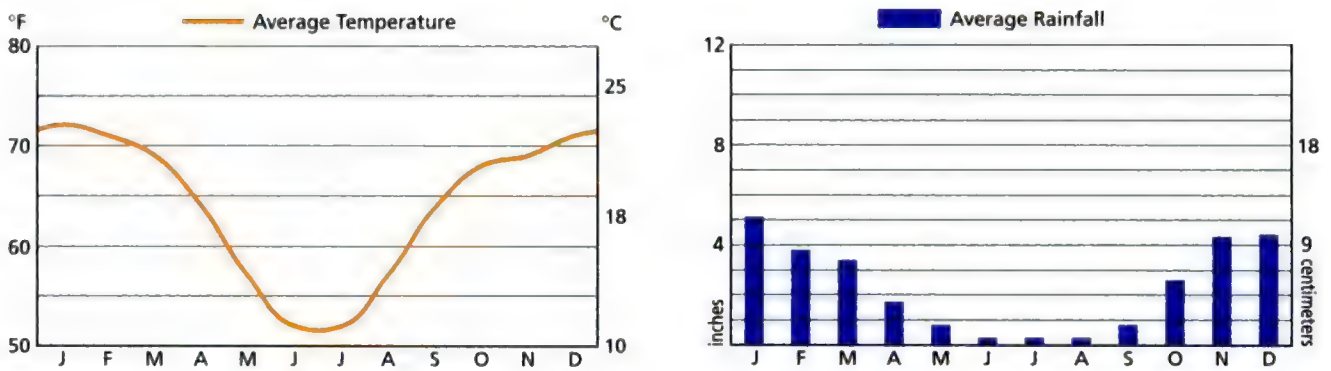 °F
Average Temperature
°C
80
70
60
50
25
18
10
J F M A M J J A S O N D
Average Rainfall
12
8
4
inches
18
9
centimeters
J F M A M J J A S O N D